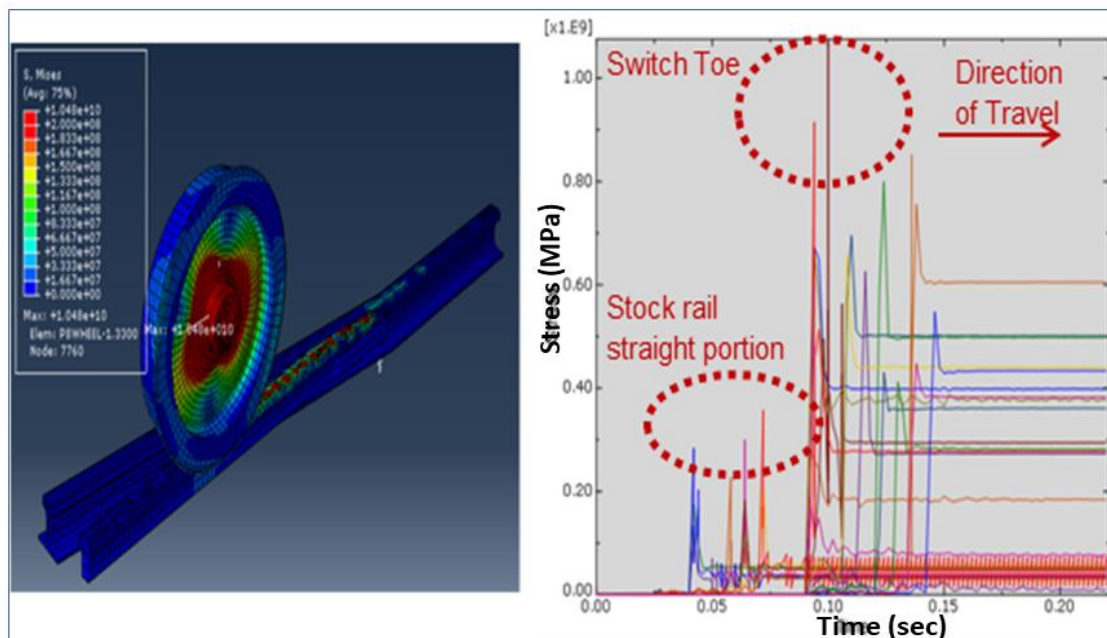 S, Mises
(Avg: 75%)
+1.048e+10
+2.000e+08
+1.833e+08
+1.667e+08
+1.500e+08
+1.333e+08
+1.167e+08
+1.000e+08
+8.333e+07
+6.667e+07
+5.000e+07
+3.333e+07
+1.667e+07
+0.000e+00
Max: +1.048e+10
Elem: P8WHEEL-1.3300
Node: 7760
Max: +1.048e+010
[x1.E9]
Switch Toe
Direction
of Travel
Stock rail
straight portion
Stress (MPa)
1.00
0.80
0.60
0.40
0.20
0.00
0.00
0.05
0.10
0.15
0.20
Time (sec)